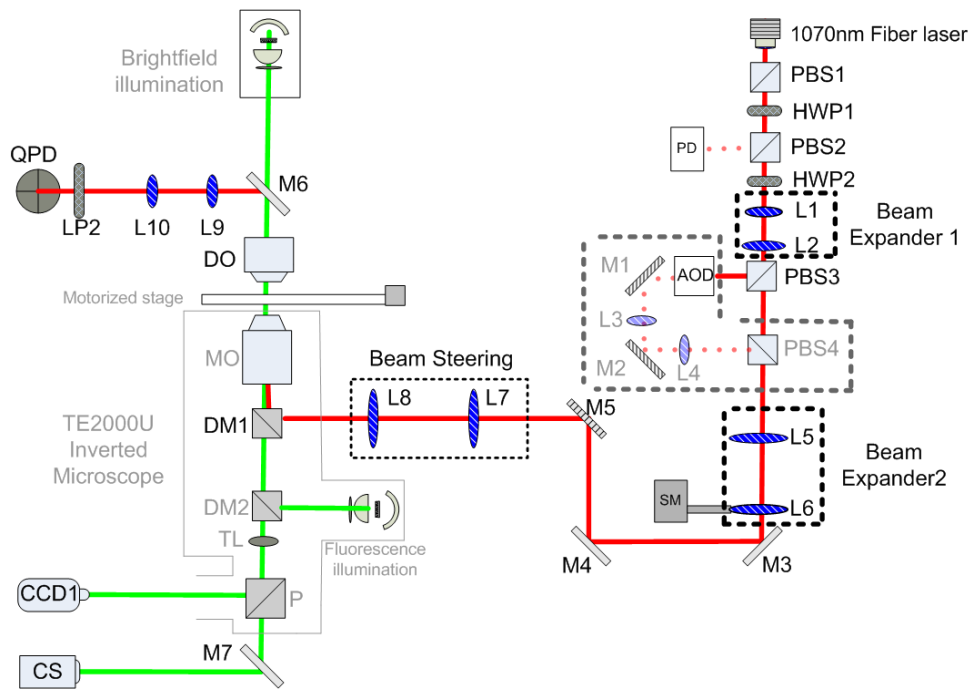 Brightfield
illumination
1070nm Fiber laser
PBS1
HWP1
PD
PBS2
HWP2
QPD
M6
LP2
L10
L9
L1
L2
Beam
Expander 1
DO
M1
AOD
PBS3
Motorized stage
L3
MO
M2
L4
PBS4
Beam Steering
L8
L7
M5
DM1
TE2000U
Inverted
Microscope
L5
Beam
Expander2
SM
L6
DM2
TL
Fluorescence
illumination
M4
M3
CCD1
P
M7
CS